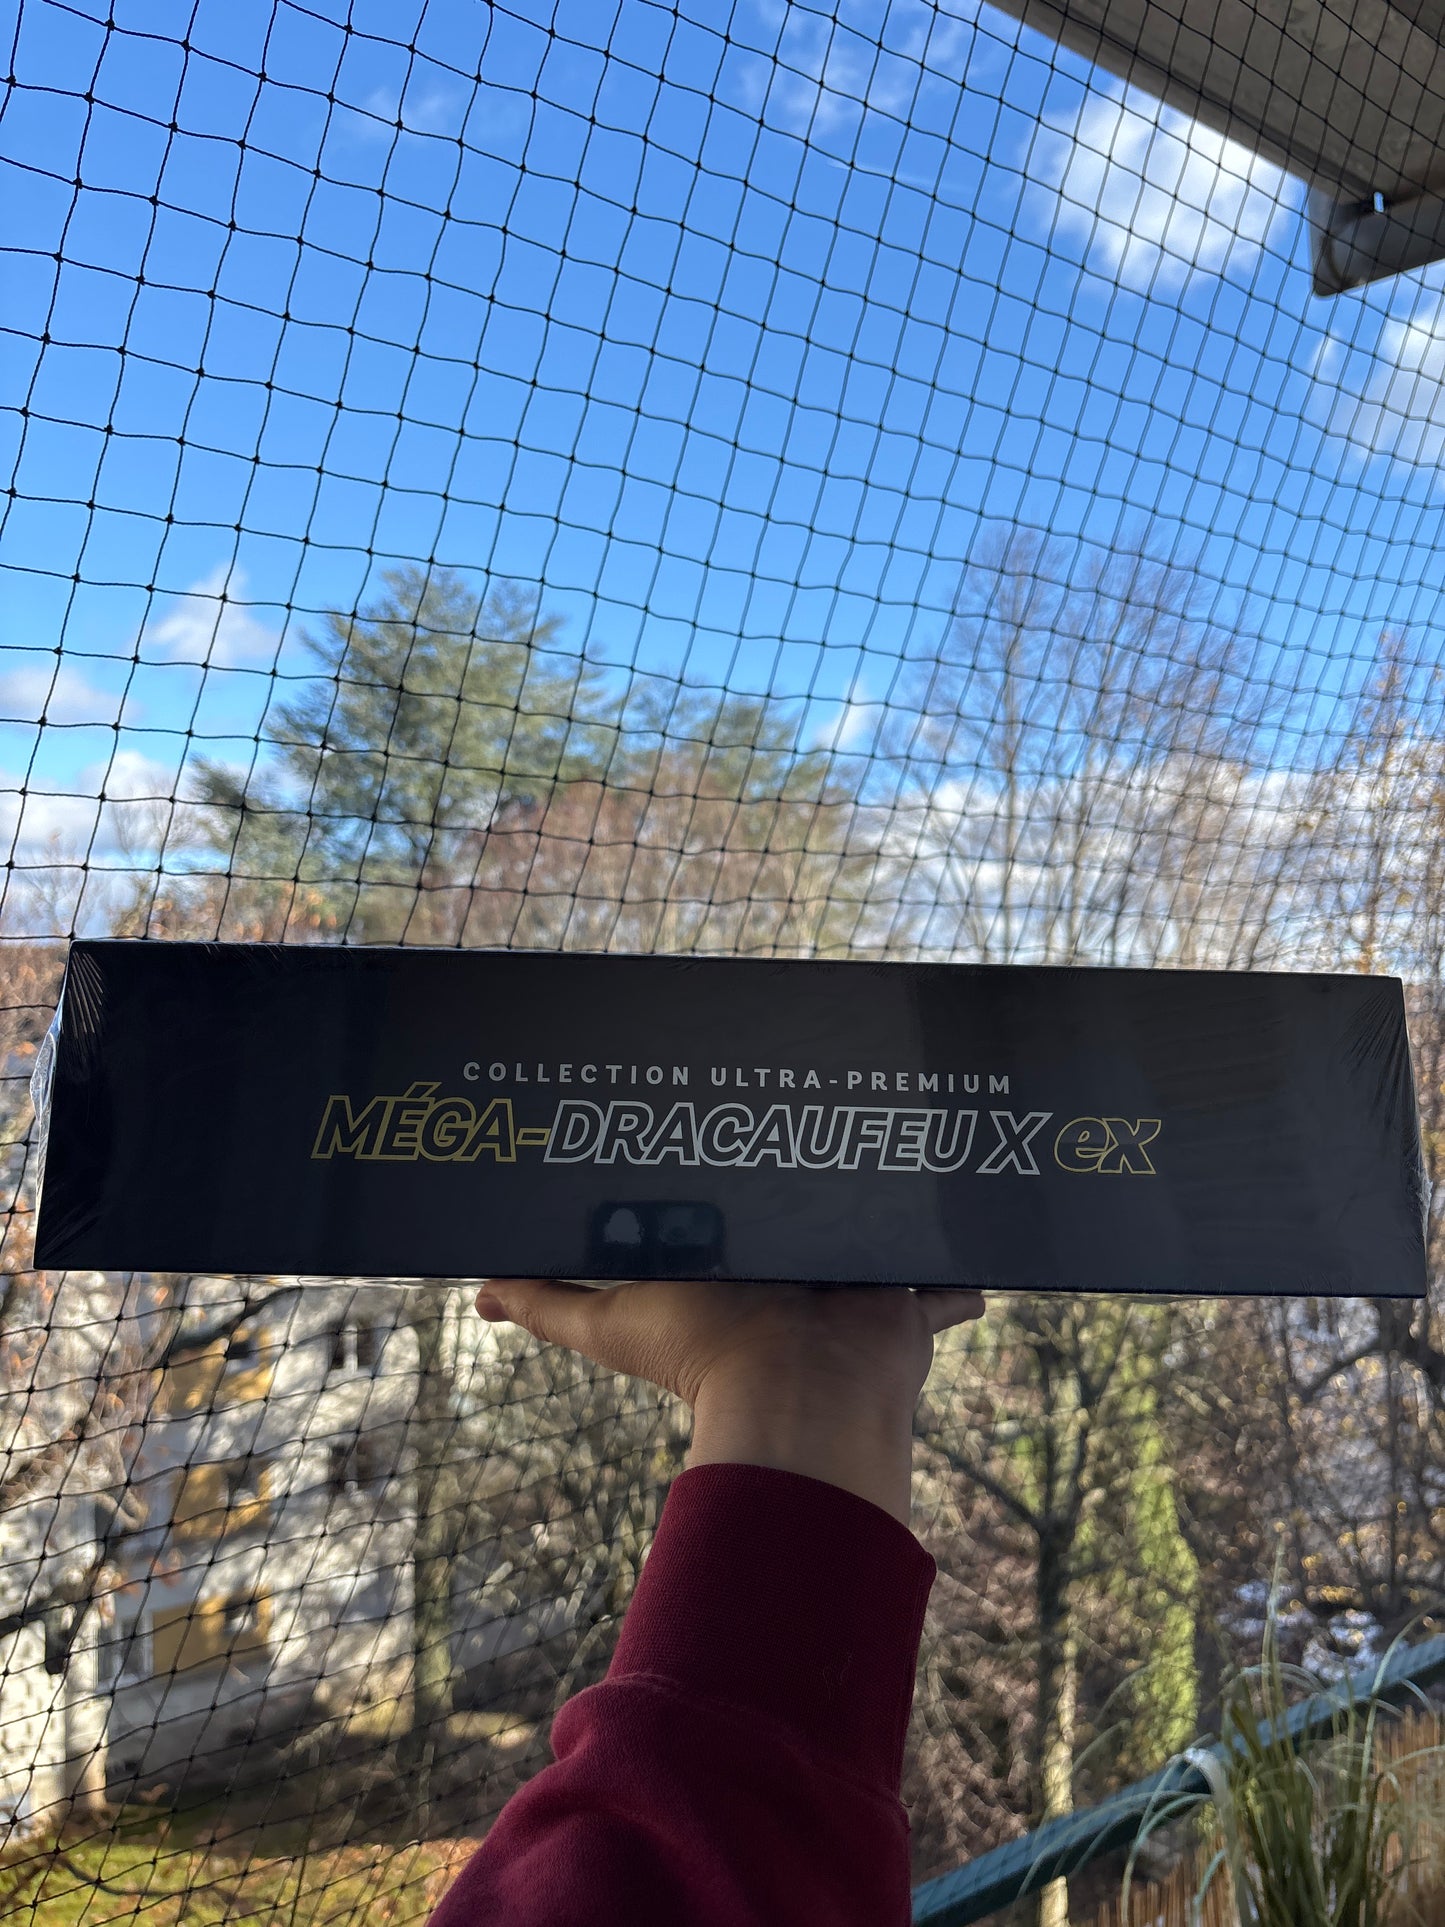 COLLECTION ULTRA-PREMIUM
MÉGA-DRACAUFEU X ex